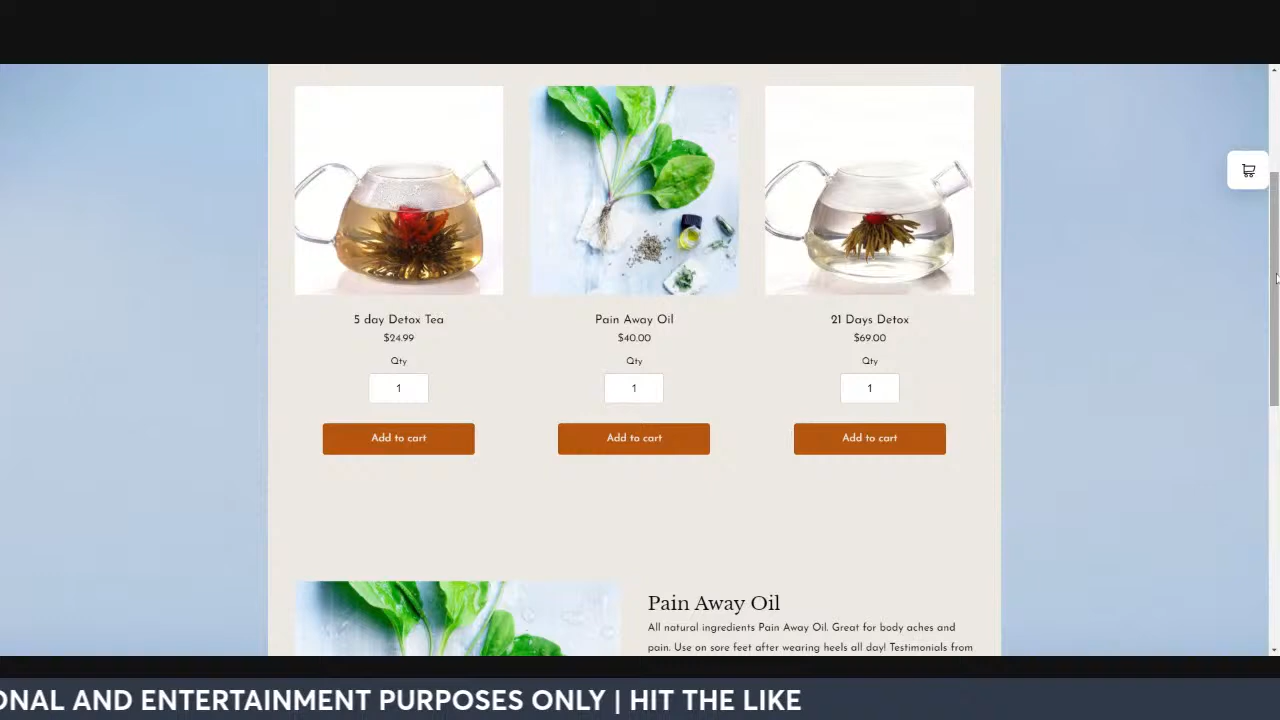 5 day Detox Tea
$24.99
Qty
1
Add to cart
Pain Away Oil
$40.00
Qty
1
Add to cart
21 Days Detox
$69.00
Qty
1
Add to cart
Pain Away Oil
All natural ingredients Pain Away Oil. Great for body aches and
pain. Use on sore feet after wearing heels all day! Testimonials from
ONAL AND ENTERTAINMENT PURPOSES ONLY | HIT THE LIKE